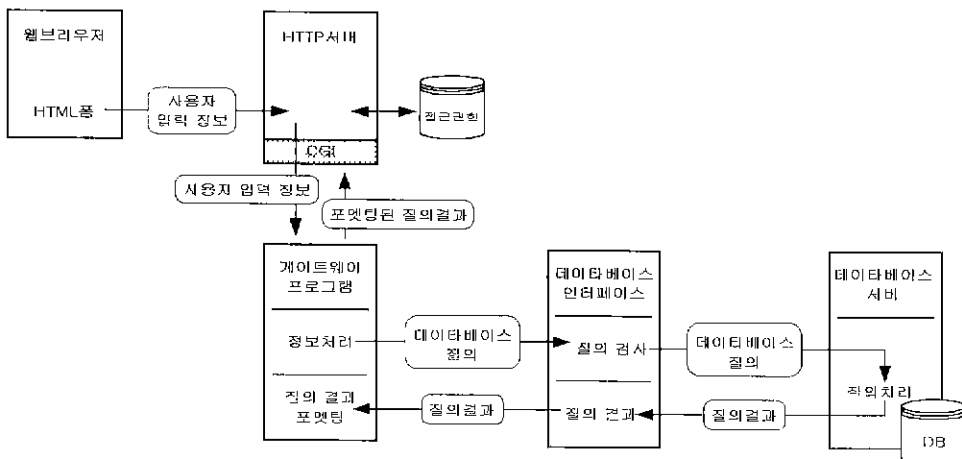 웹브라우저
HTTP서버
HTML폼
사용자
입력 정보
접근권한
CGI
사용자 입력 정보
포멧팅된 질의결과
게이트웨이
프로그램
데이타베이스
인터페이스
데이타베이스
서버
정보처리
데이타베이스
질의
질의 검사
데이타베이스
질의
질의처리
질의 결과
포멧팅
질의결과
질의 결과
질의결과
DB